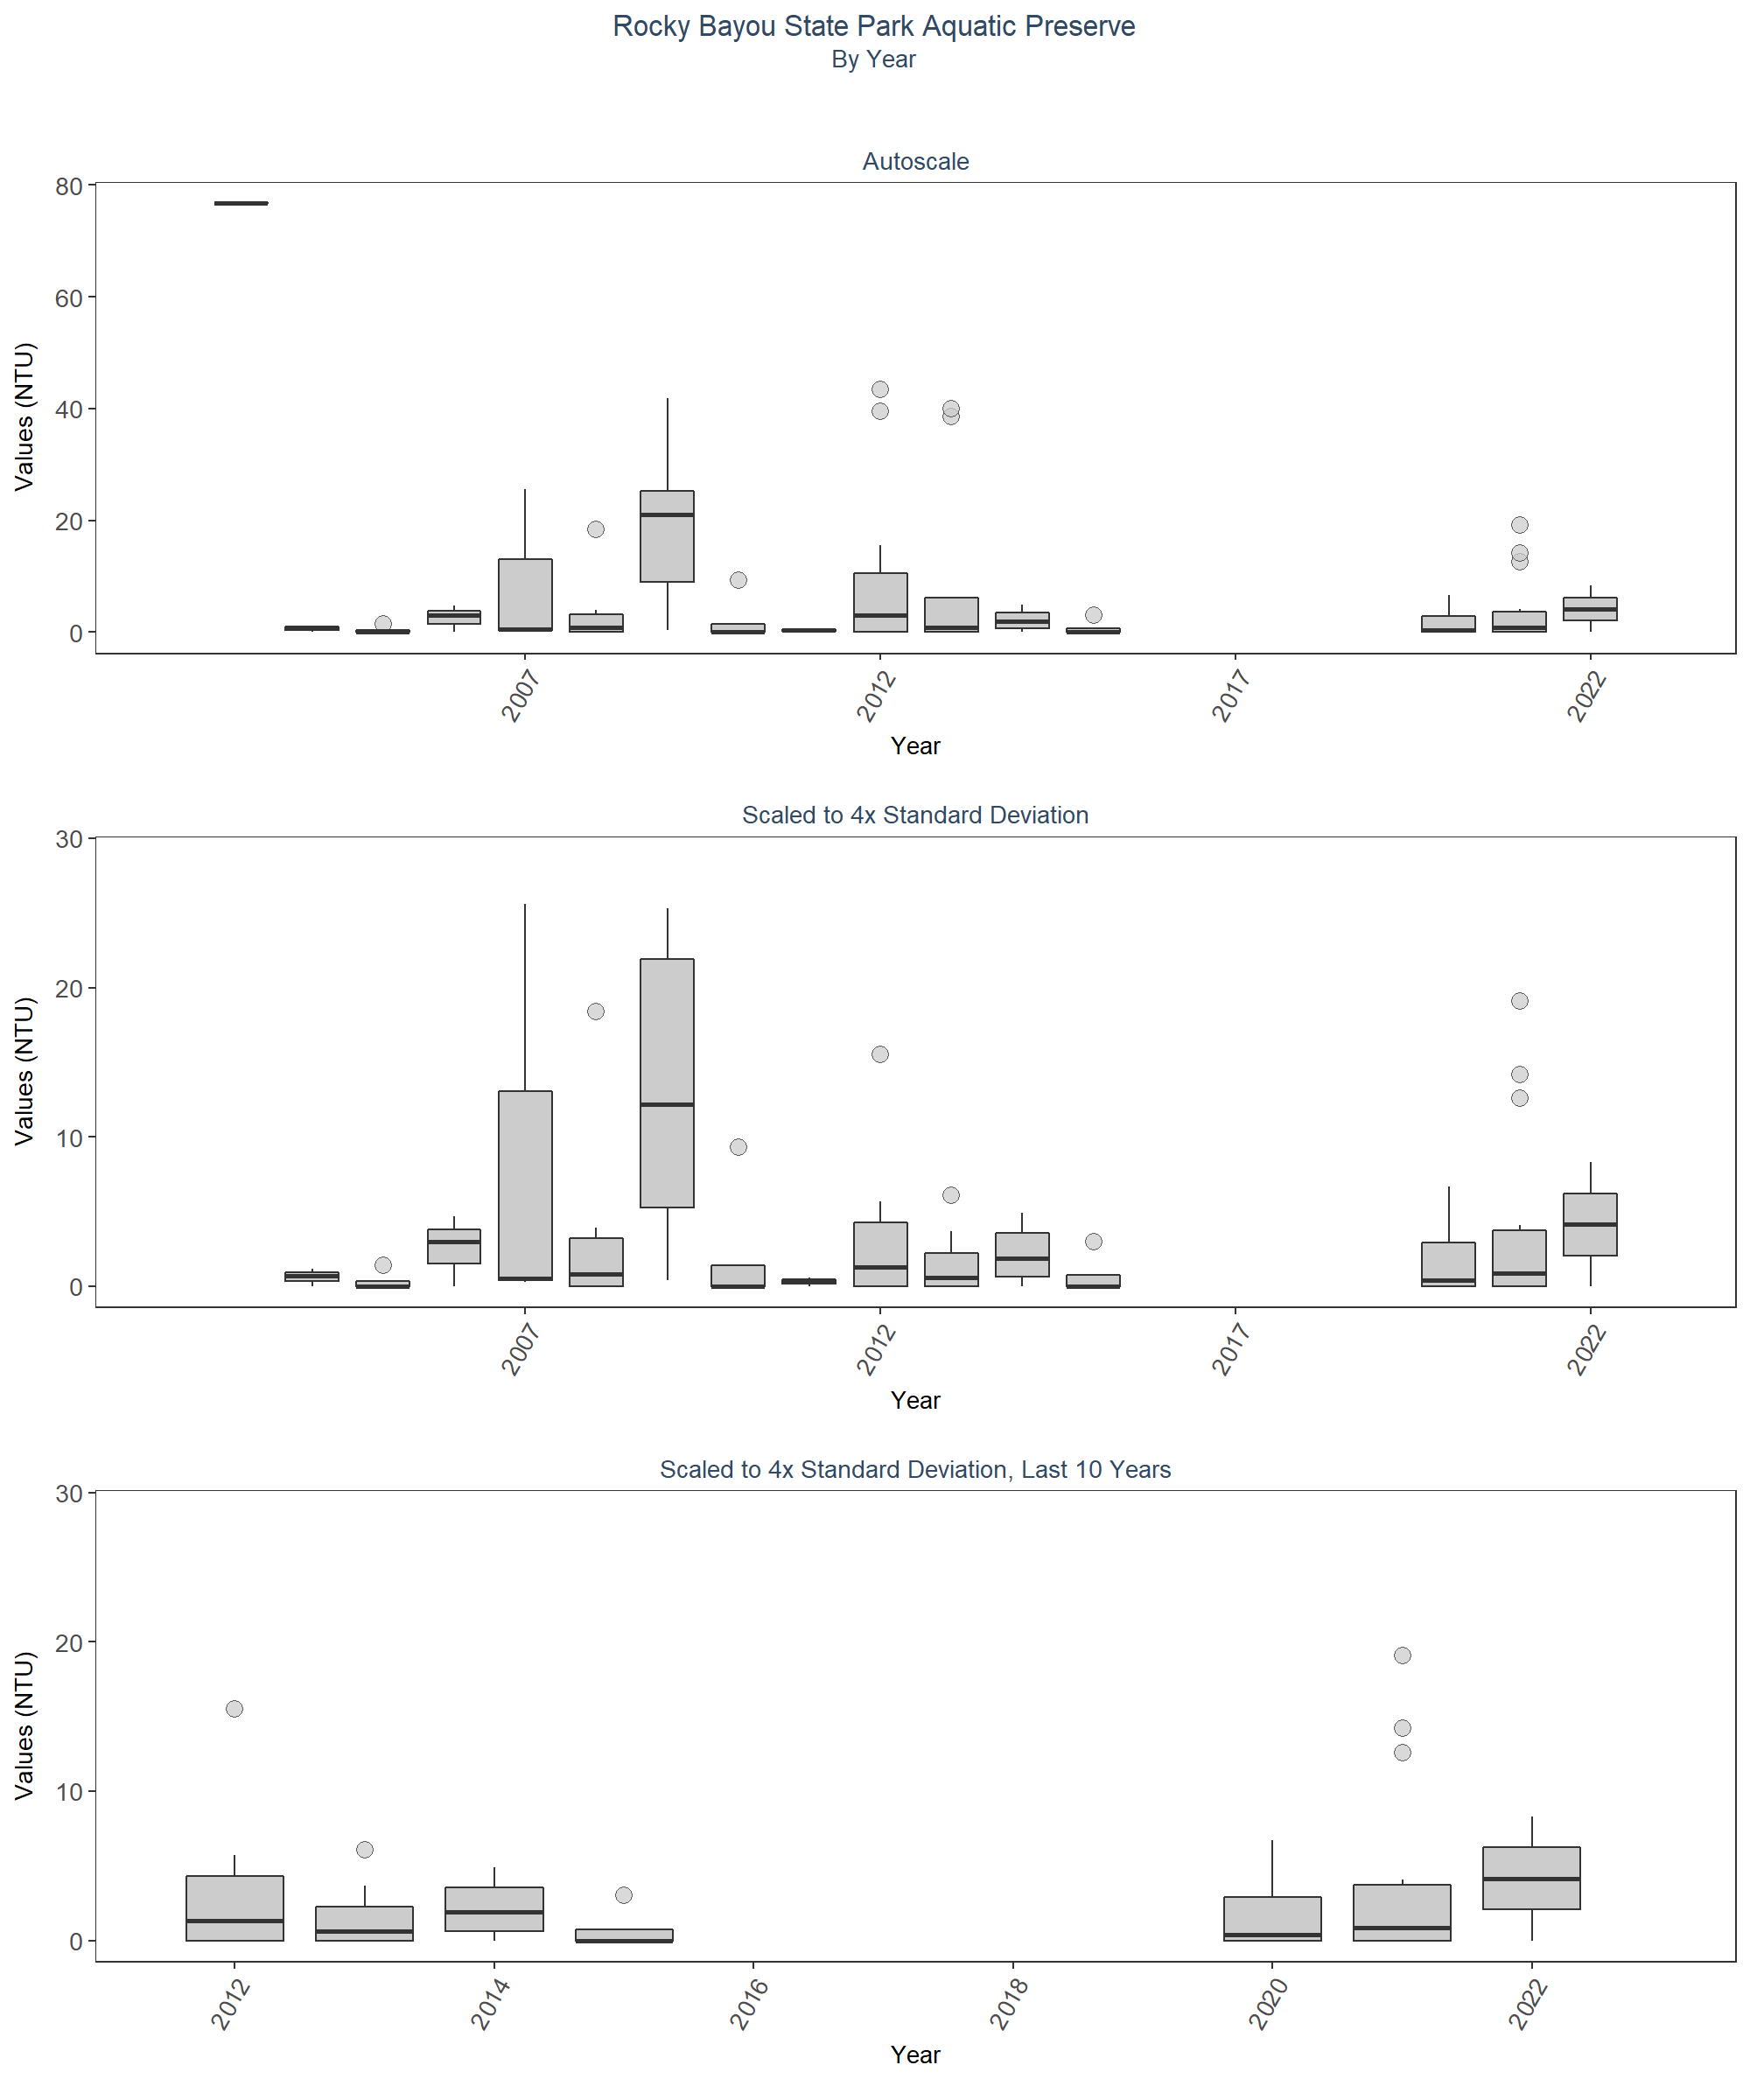 Rocky Bayou State Park Aquatic Preserve
By Year
Autoscale
80
60
40
20
0
Values (NTU)
2007 2012 2017 2022
Year
Scaled to 4x Standard Deviation
30
20
10
0
Values (NTU)
2007 2012 2017 2022
Year
Scaled to 4x Standard Deviation, Last 10 Years
30
20
10
0
Values (NTU)
2012 2014 2016 2018 2020 2022
Year